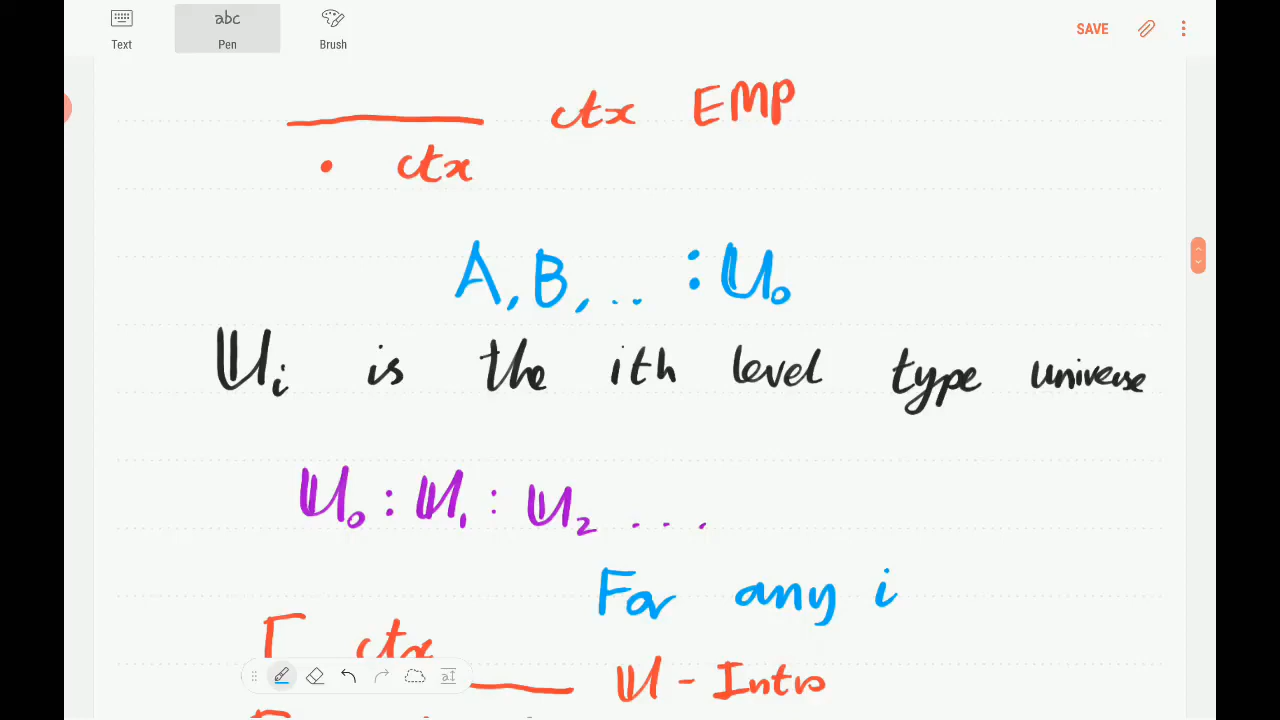 abc
Text Pen Brush SAVE
ctx EMP
• ctx
A, B, ... : 𝕌₀
𝕌ᵢ is the ith level type universe
𝕌₀ : 𝕌₁ : 𝕌₂ ....
For any i
Γ ctx
𝕌 - Intro